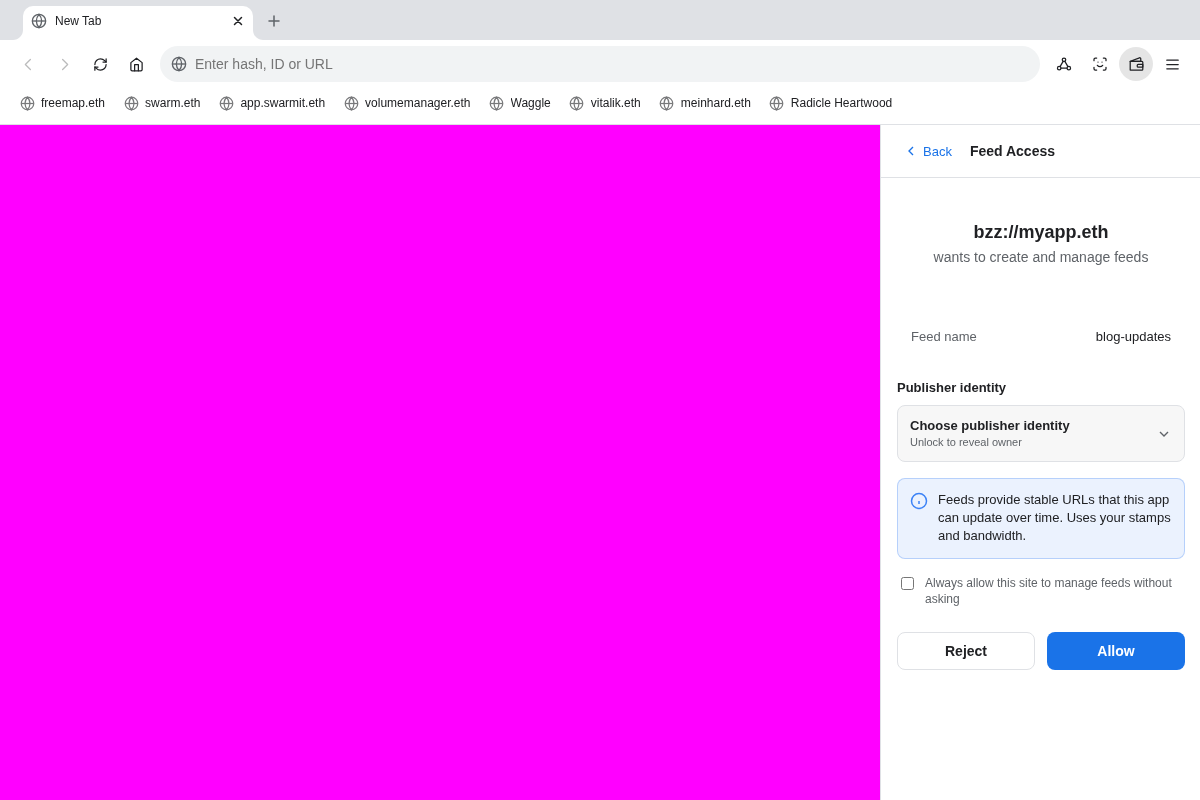 New Tab
Enter hash, ID or URL
freemap.eth
swarm.eth
app.swarmit.eth
volumemanager.eth
Waggle
vitalik.eth
meinhard.eth
Radicle Heartwood
Back
Feed Access
bzz://myapp.eth
wants to create and manage feeds
Feed name
blog-updates
Publisher identity
Choose publisher identity
Unlock to reveal owner
Feeds provide stable URLs that this app
can update over time. Uses your stamps
and bandwidth.
Always allow this site to manage feeds without
asking
Reject
Allow